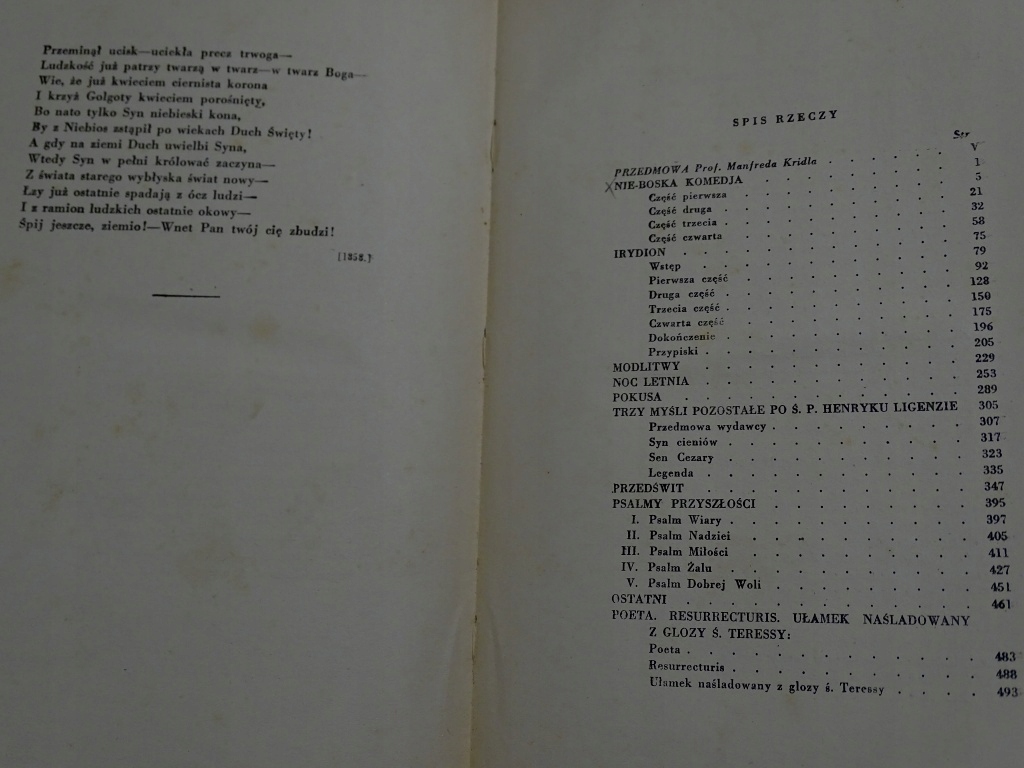 Przeminął ucisk—uciekła precz trwoga—
Ludzkość już patrzy twarzą w twarz—w twarz Boga—
Wie, że już kwieciem ciernista korona
I krzyż Golgoty kwieciem porośnięty,
Bo nato tylko Syn niebieski kona,
By z Niebios zstąpił po wiekach Duch Święty!
A gdy na ziemi Duch uwielbi Syna,
Wtedy Syn w pełni królować zaczyna—
Z świata starego wybłyska świat nowy—
Łzy już ostatnie spadają z ócz ludzi—
I z ramion ludzkich ostatnie okowy—
Śpij jeszcze, ziemio!—Wnet Pan twój cię zbudzi!
[1858.]
SPIS RZECZY
Str
PRZEDMOWA Prof. Manfreda Kridla . . . . . . V
NIE-BOSKA KOMEDJA . . . . . . . . 1
Część pierwsza . . . . . . . . 5
Część druga . . . . . . . . . 21
Część trzecia . . . . . . . . . 32
Część czwarta . . . . . . . . 58
IRYDION . . . . . . . . . . 75
Wstęp . . . . . . . . . 79
Pierwsza część . . . . . . . . 92
Druga część . . . . . . . . . 128
Trzecia część . . . . . . . . . 150
Czwarta część . . . . . . . . 175
Dokończenie . . . . . . . . . 196
Przypiski . . . . . . . . . . 205
MODLITWY . . . . . . . . . . 229
NOC LETNIA . . . . . . . . . . 253
POKUSA . . . . . . . . . . 289
TRZY MYŚLI POZOSTAŁE PO Ś. P. HENRYKU LIGENZIE 305
Przedmowa wydawcy . . . . . . . 307
Syn cieniów . . . . . . . . . 317
Sen Cezary . . . . . . . . . 323
Legenda . . . . . . . . . 335
PRZEDŚWIT . . . . . . . . . . 347
PSALMY PRZYSZŁOŚCI . . . . . . . . 395
I. Psalm Wiary . . . . . . . . . 397
II. Psalm Nadziei . . . . . . . . 405
III. Psalm Miłości . . . . . . . . 411
IV. Psalm Żalu . . . . . . . . . 427
V. Psalm Dobrej Woli . . . . . . . 451
OSTATNI . . . . . . . . . . 461
POETA. RESURRECTURIS. UŁAMEK NAŚLADOWANY
Z GLOZY Ś. TERESSY:
Poeta . . . . . . . . . . 483
Resurrecturis . . . . . . . . . 488
Ułamek naśladowany z glozy ś. Teressy . . . . 493